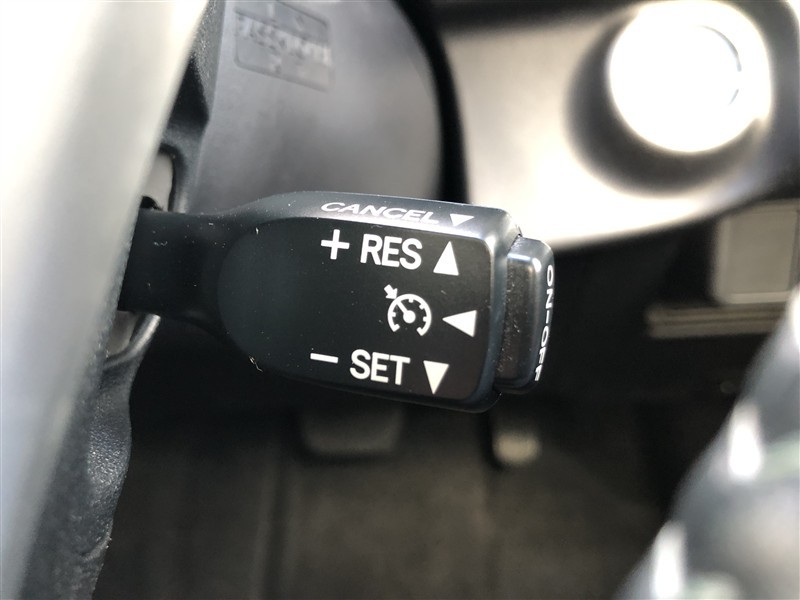 CANCEL
+ RES
- SET
ON-OFF